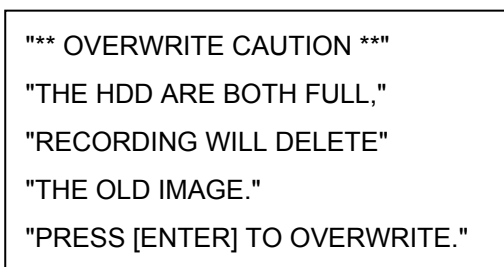 "** OVERWRITE CAUTION **"
"THE HDD ARE BOTH FULL,"
"RECORDING WILL DELETE"
"THE OLD IMAGE."
"PRESS [ENTER] TO OVERWRITE."